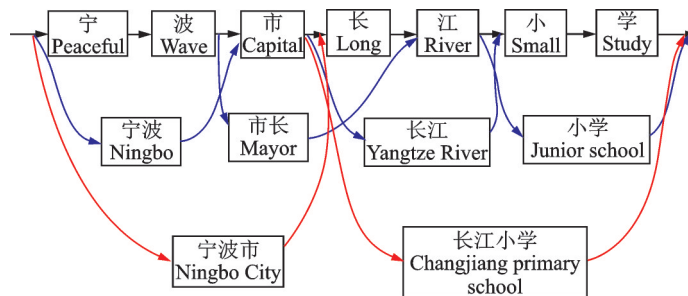 宁
Peaceful
波
Wave
市
Capital
长
Long
江
River
小
Small
学
Study
宁波
Ningbo
市长
Mayor
长江
Yangtze River
小学
Junior school
宁波市
Ningbo City
长江小学
Changjiang primary
school